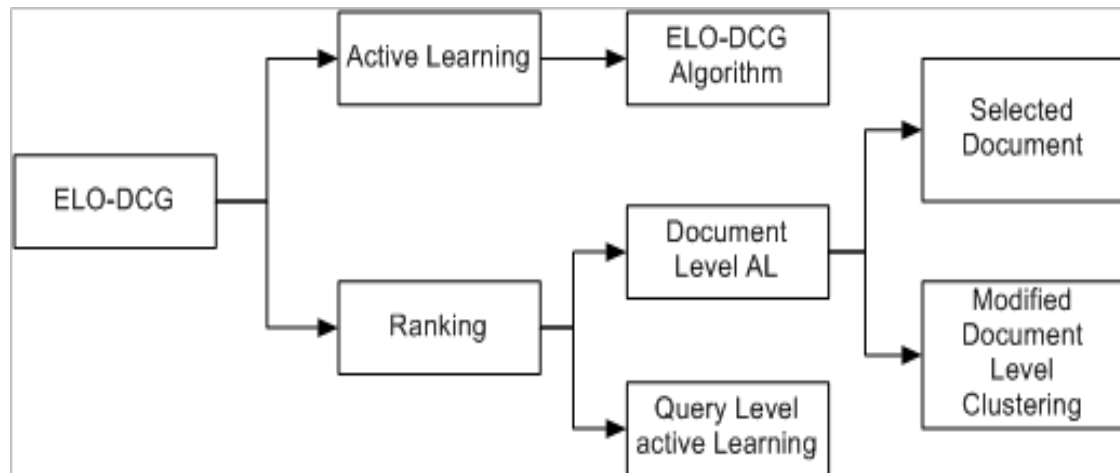 ELO-DCG
Active Learning
ELO-DCG
Algorithm
Ranking
Document
Level AL
Query Level
active Learning
Selected
Document
Modified
Document
Level
Clustering